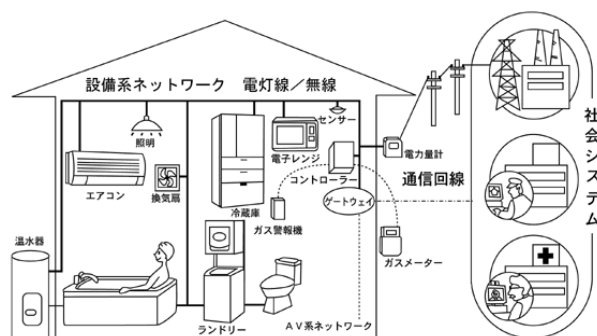 設備系ネットワーク 電灯線／無線
センサー
照明
電子レンジ
電力量計
エアコン
換気扇
コントローラー
通信回線
冷蔵庫
ゲートウェイ
ガス警報機
温水器
ガスメーター
ランドリー
AV系ネットワーク
社会システム